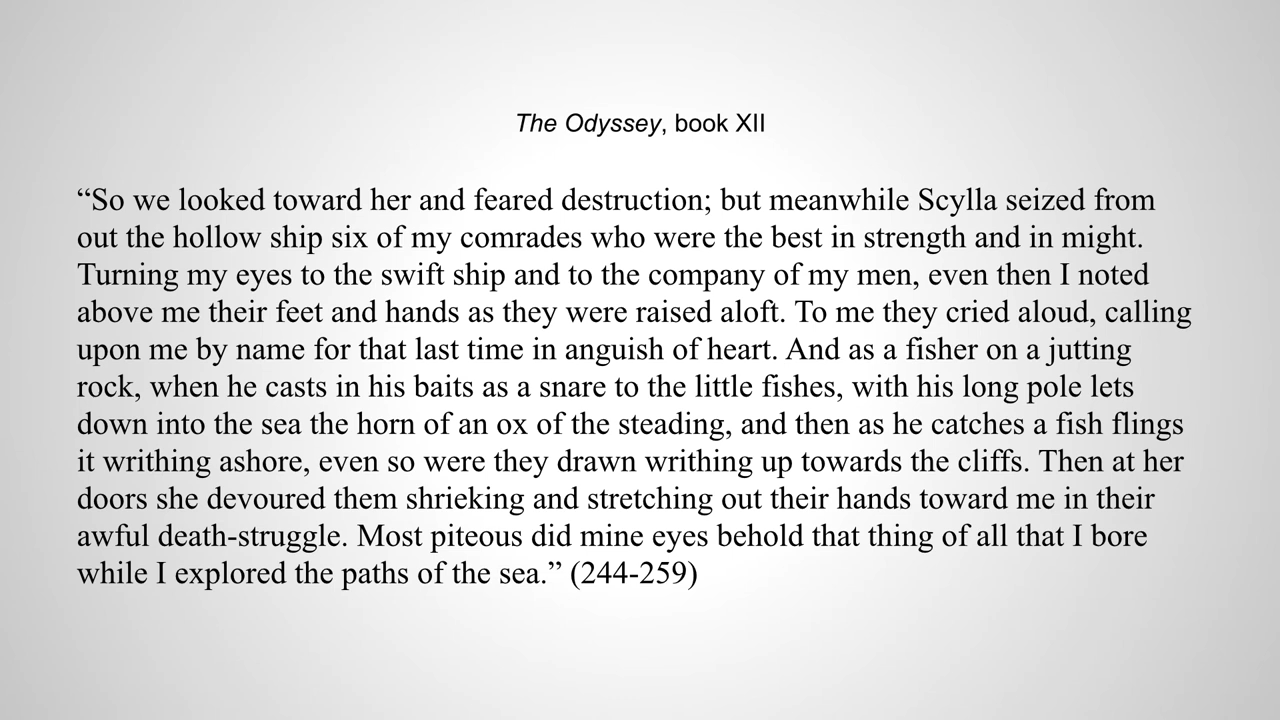 The Odyssey, book XII
“So we looked toward her and feared destruction; but meanwhile Scylla seized from
out the hollow ship six of my comrades who were the best in strength and in might.
Turning my eyes to the swift ship and to the company of my men, even then I noted
above me their feet and hands as they were raised aloft. To me they cried aloud, calling
upon me by name for that last time in anguish of heart. And as a fisher on a jutting
rock, when he casts in his baits as a snare to the little fishes, with his long pole lets
down into the sea the horn of an ox of the steading, and then as he catches a fish flings
it writhing ashore, even so were they drawn writhing up towards the cliffs. Then at her
doors she devoured them shrieking and stretching out their hands toward me in their
awful death-struggle. Most piteous did mine eyes behold that thing of all that I bore
while I explored the paths of the sea.” (244-259)